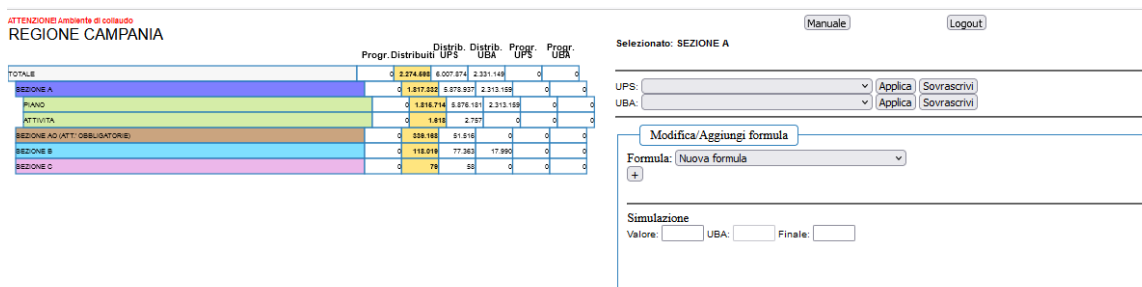 ATTENZIONE! Ambiente di collaudo
REGIONE CAMPANIA
Progr. Distribuiti Distrib. UPS Distrib. UBA Progr. UPS Progr. UBA
TOTALE 0 2.274.598 6.007.874 2.331.149 0 0
SEZIONE A 0 1.817.332 5.878.937 2.313.159 0 0
PIANO 0 1.815.714 5.876.181 2.313.159 0 0
ATTIVITA 0 1.618 2.757 0 0 0
SEZIONE AO (ATT.' OBBLIGATORIE) 0 339.168 51.516 0 0 0
SEZIONE B 0 118.019 77.363 17.990 0 0
SEZIONE C 0 79 58 0 0 0
Manuale Logout
Selezionato: SEZIONE A
UPS: Applica Sovrascrivi
UBA: Applica Sovrascrivi
Modifica/Aggiungi formula
Formula: Nuova formula
+
Simulazione
Valore: UBA: Finale: